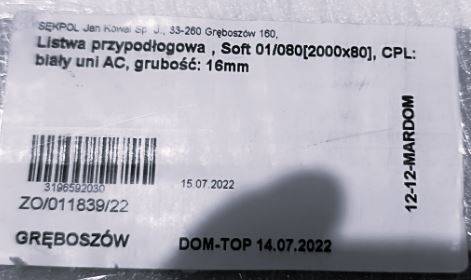 SĘKPOL Jan Kowal Sp. J., 33-260 Gręboszów 160,
Listwa przypodłogowa , Soft 01/080[2000x80], CPL:
biały uni AC, grubość: 16mm
12-12-MARDOM
3196592030
15.07.2022
ZO/011839/22
GRĘBOSZÓW
DOM-TOP 14.07.2022